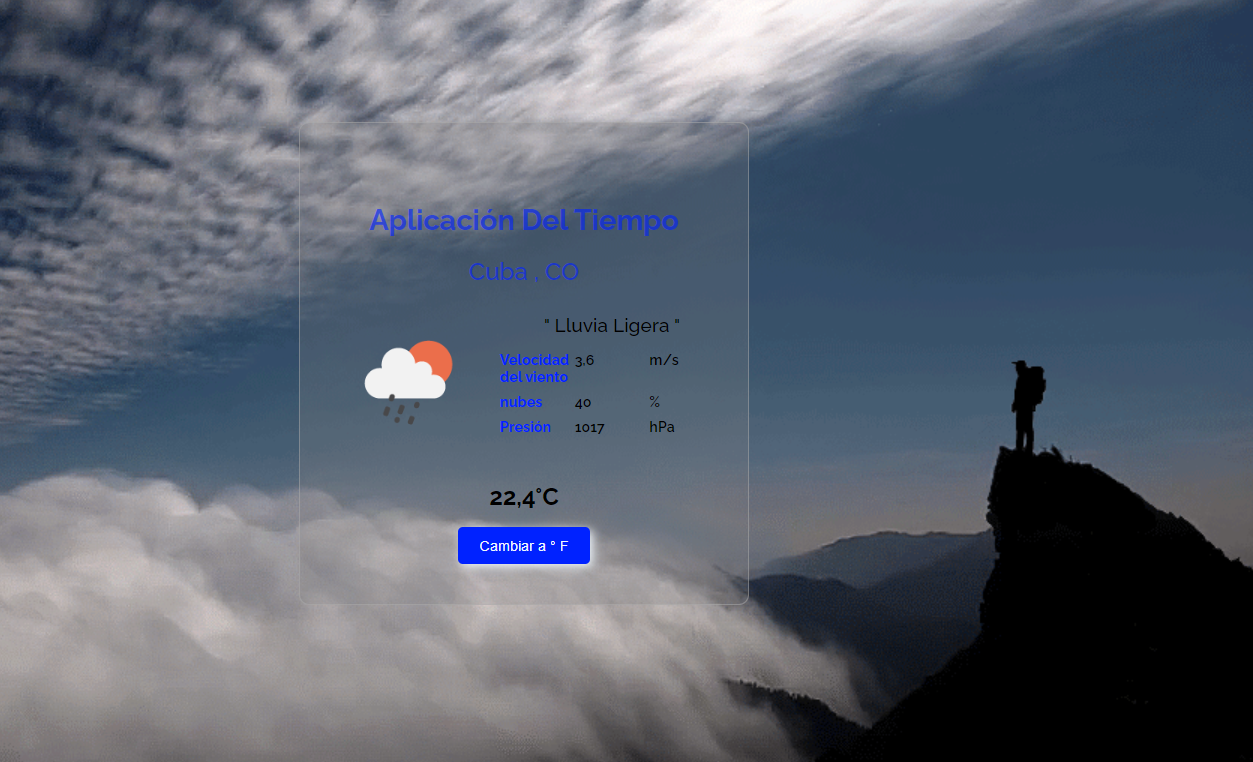 Aplicación Del Tiempo
Cuba , CO
" Lluvia Ligera "
Velocidad del viento 3,6 m/s
nubes 40 %
Presión 1017 hPa
22,4°C
Cambiar a ° F